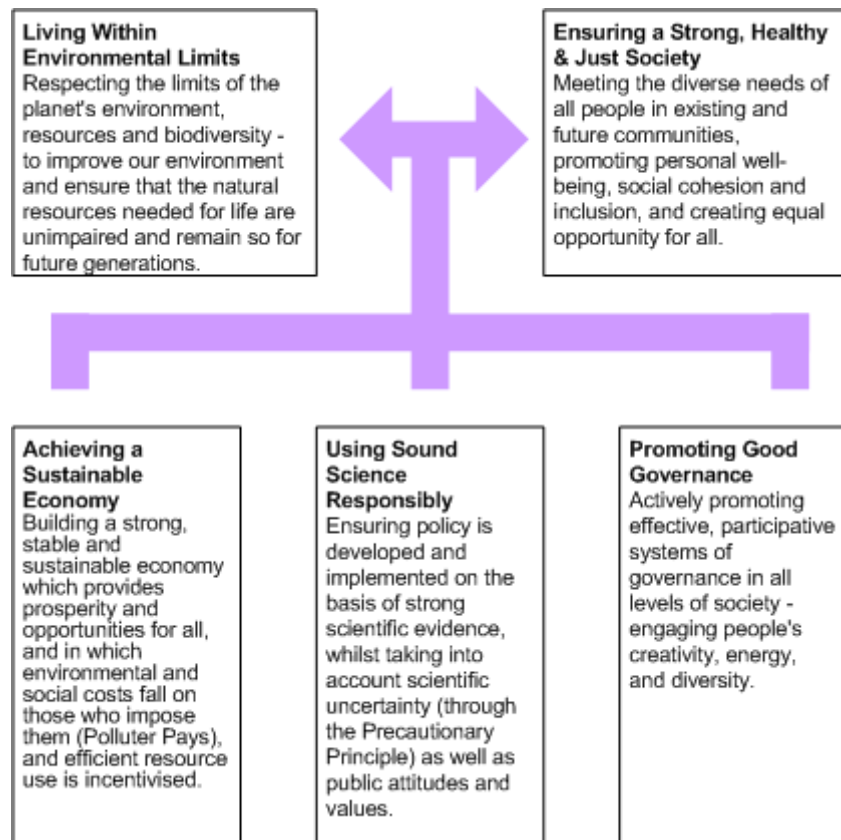 Living Within
Environmental Limits
Respecting the limits of the
planet's environment,
resources and biodiversity -
to improve our environment
and ensure that the natural
resources needed for life are
unimpaired and remain so for
future generations.
Ensuring a Strong, Healthy
& Just Society
Meeting the diverse needs of
all people in existing and
future communities,
promoting personal well-
being, social cohesion and
inclusion, and creating equal
opportunity for all.
Achieving a
Sustainable
Economy
Building a strong,
stable and
sustainable economy
which provides
prosperity and
opportunities for all,
and in which
environmental and
social costs fall on
those who impose
them (Polluter Pays),
and efficient resource
use is incentivised.
Using Sound
Science
Responsibly
Ensuring policy is
developed and
implemented on the
basis of strong
scientific evidence,
whilst taking into
account scientific
uncertainty (through
the Precautionary
Principle) as well as
public attitudes and
values.
Promoting Good
Governance
Actively promoting
effective, participative
systems of
governance in all
levels of society -
engaging people's
creativity, energy,
and diversity.